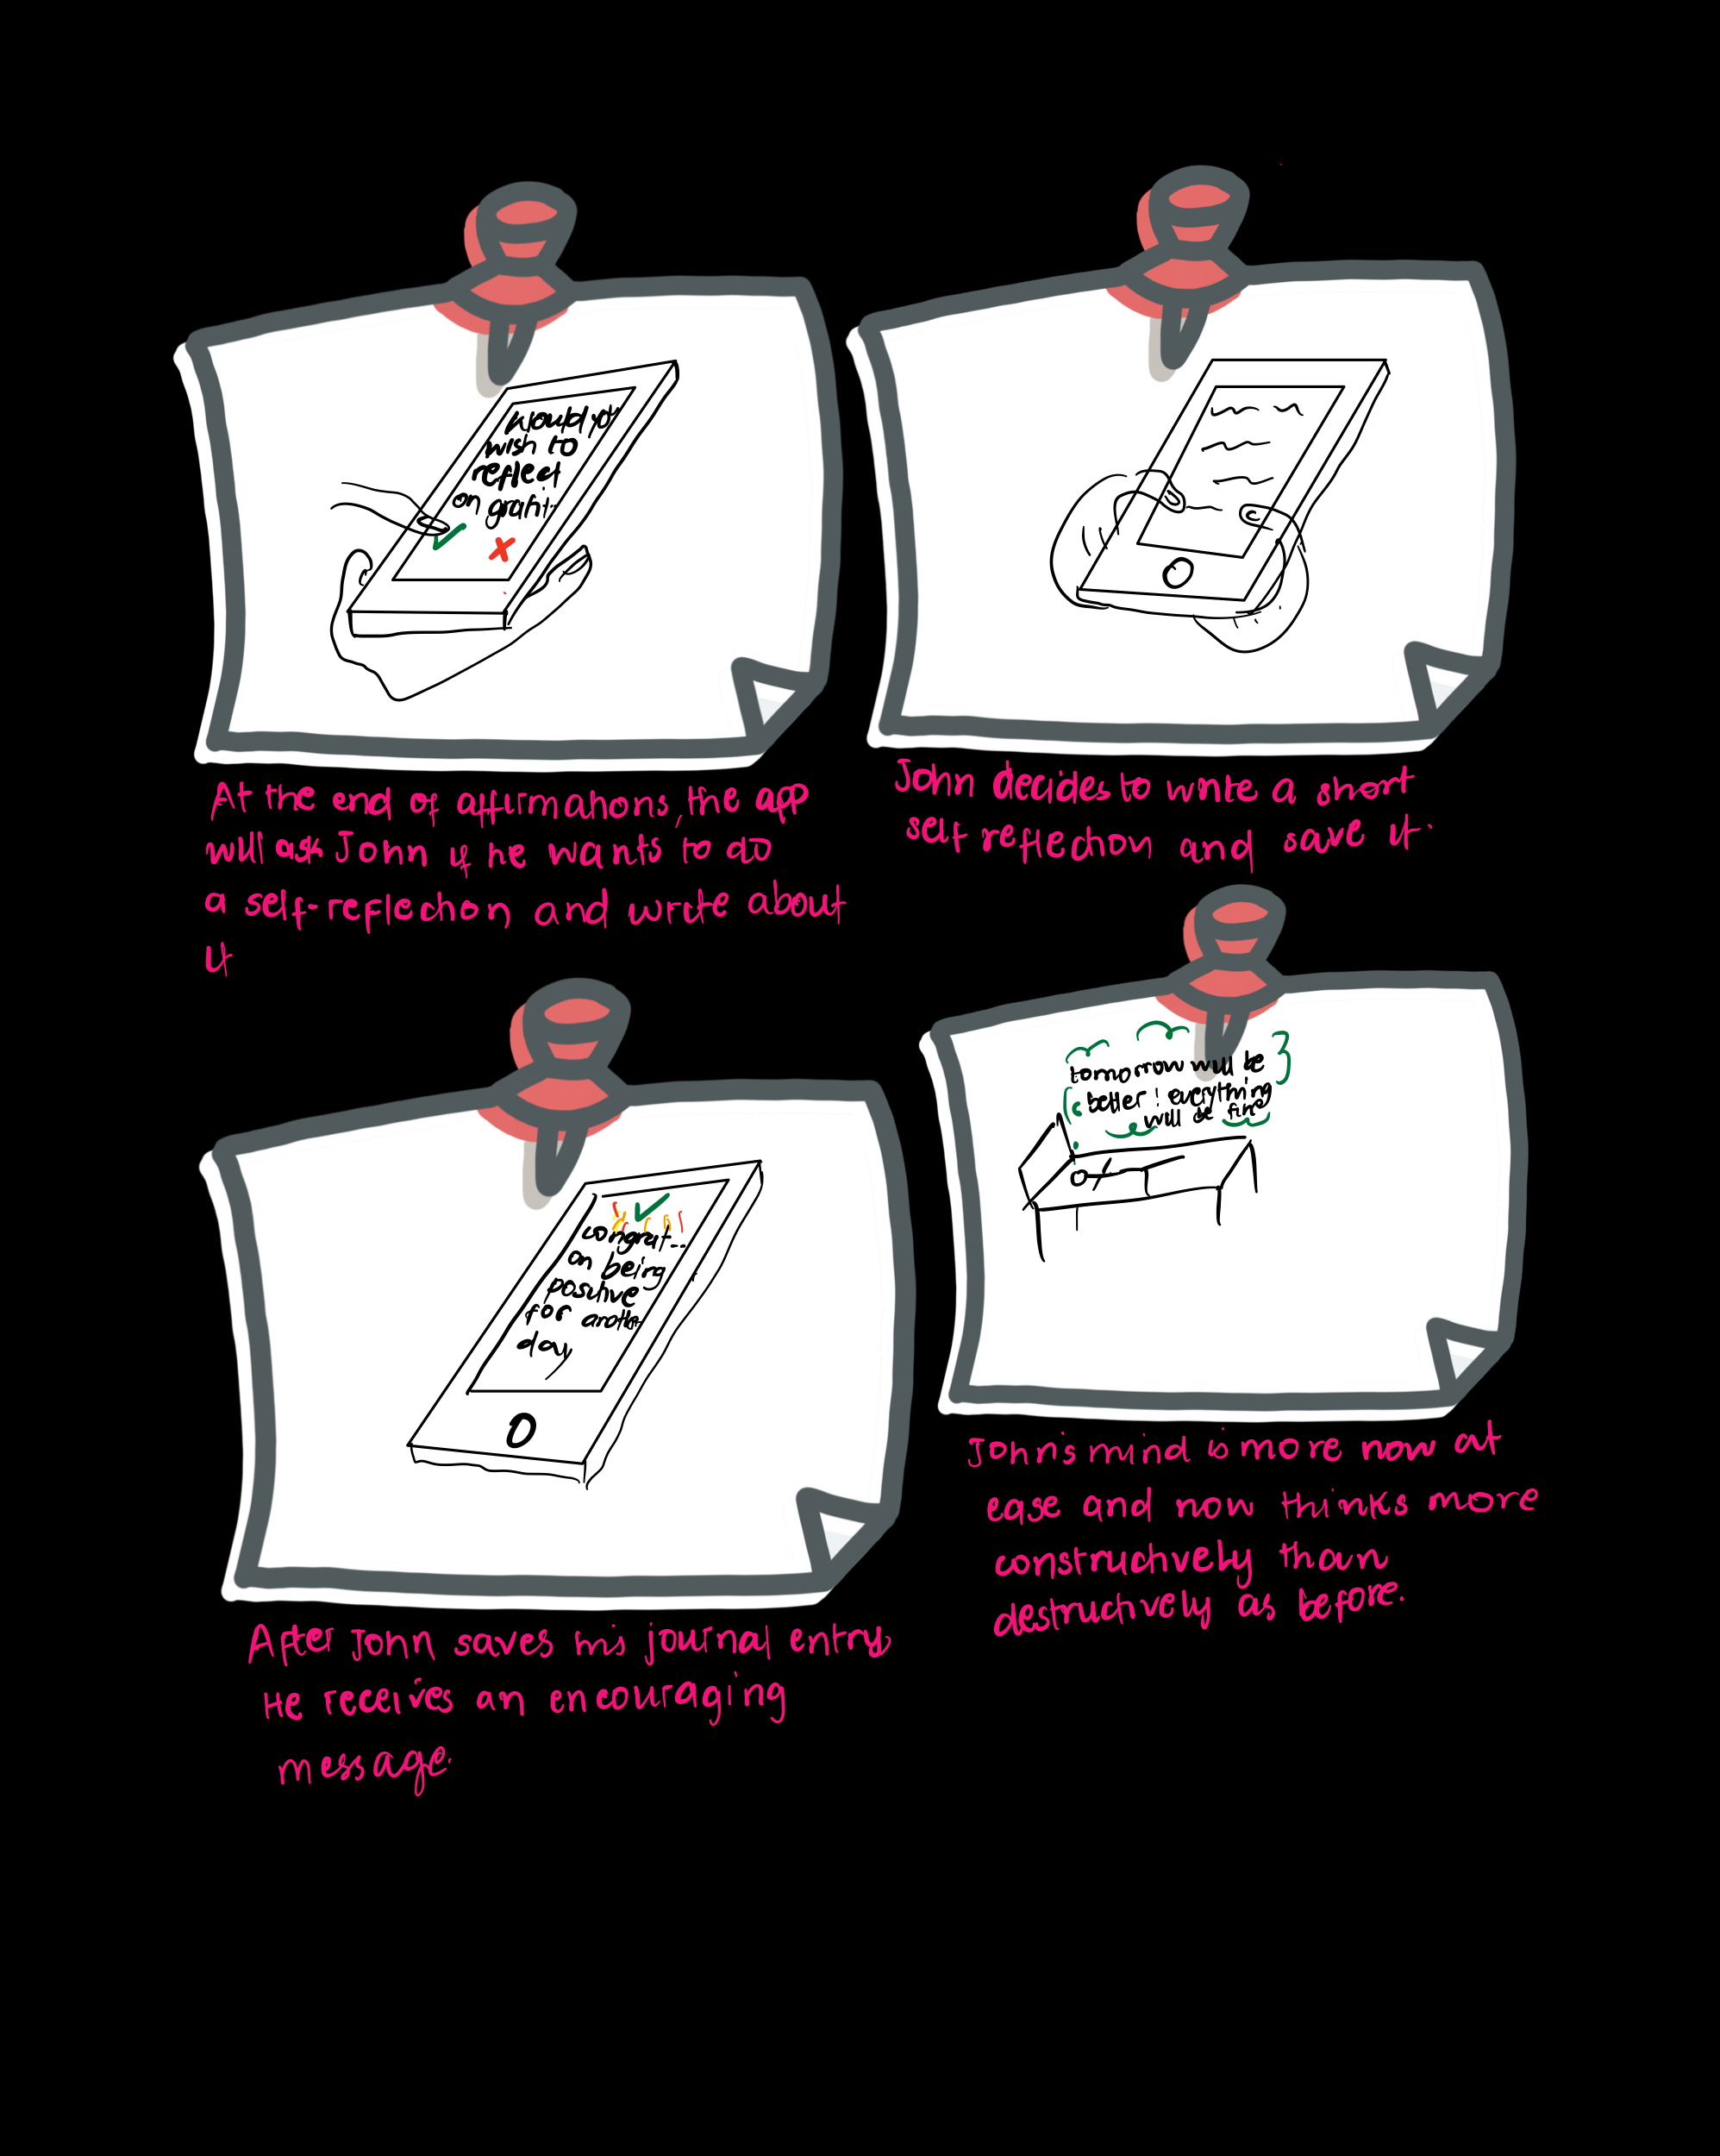 would yo
wish to
reflect
on grati..
At the end of affirmations, the app
will ask John if he wants to do
a self-reflection and write about
it
John decides to write a short
self reflection and save it.
congrat...
on being
positive
for anoth
day
After John saves his journal entry
He receives an encouraging
message.
tomorrow will be
better! everything
will be fine
John's mind is more now at
ease and now thinks more
constructively than
destructively as before.